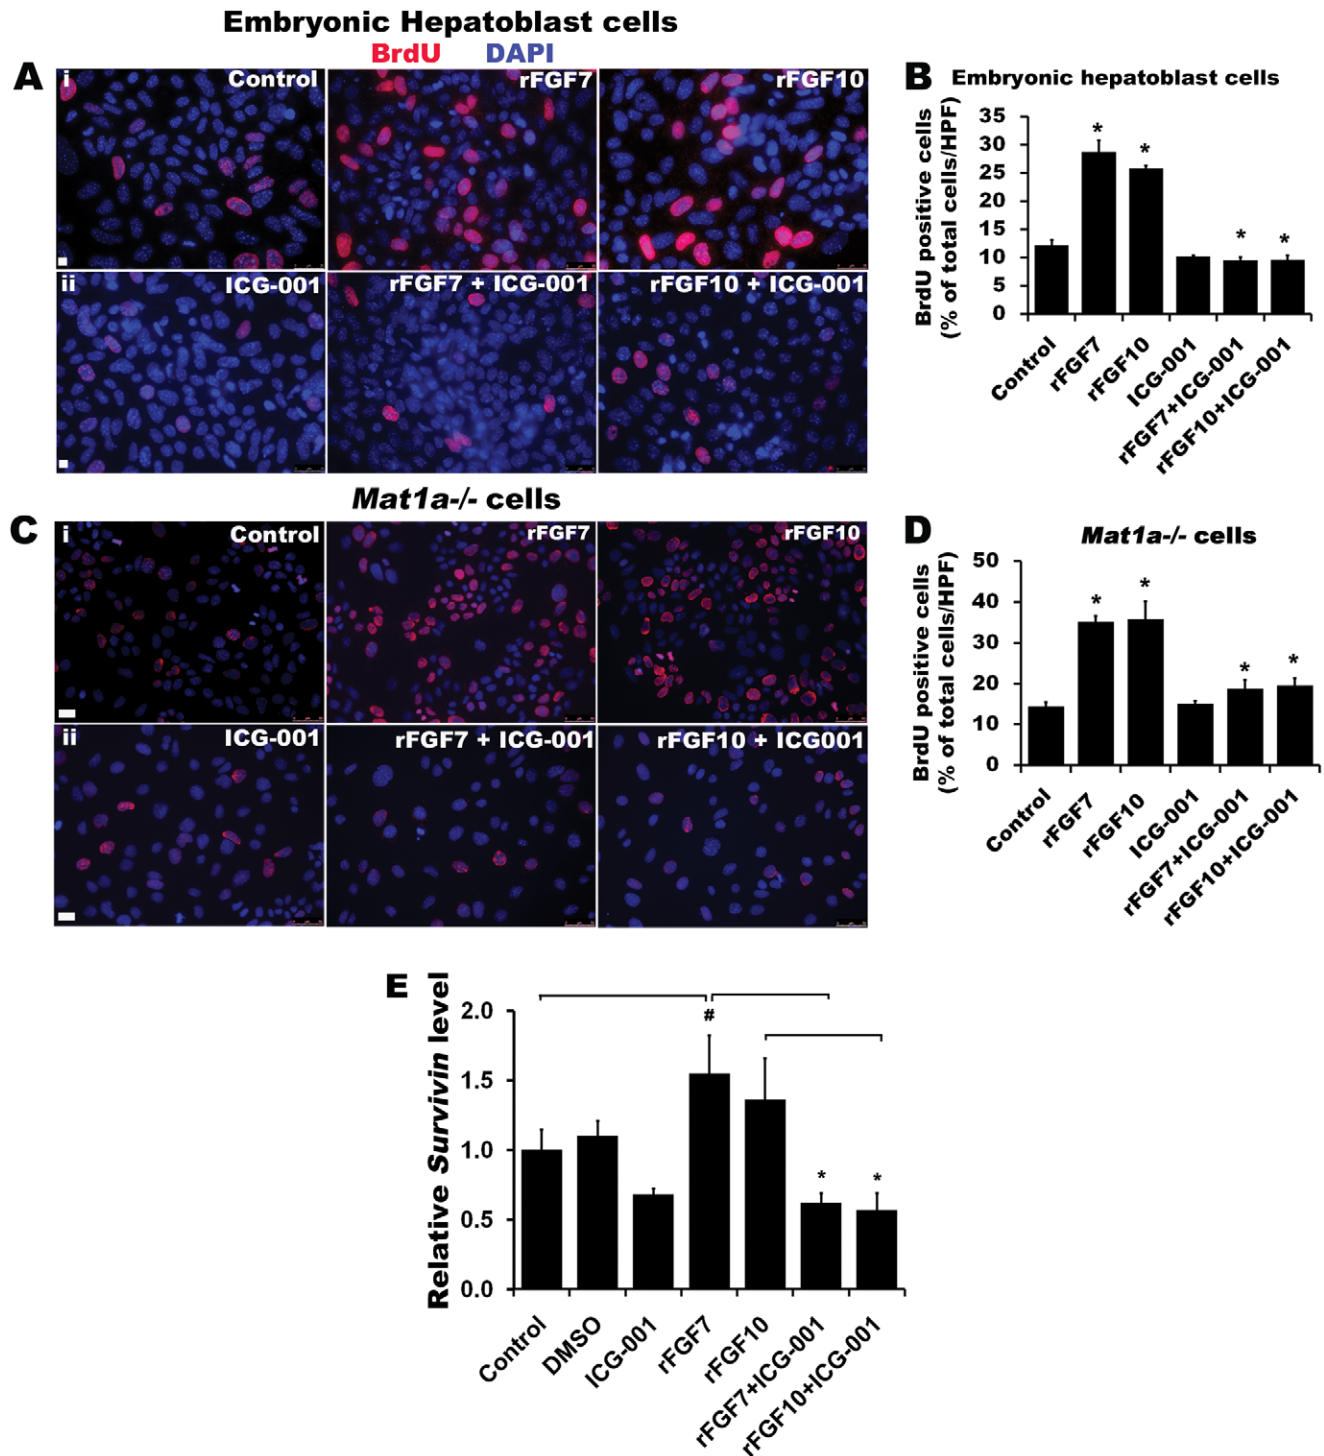 Embryonic Hepatoblast cells
BrdU DAPI
A
i
Control
rFGF7
rFGF10
ii
ICG-001
rFGF7 + ICG-001
rFGF10 + ICG-001
B
Embryonic hepatoblast cells
BrdU positive cells
(% of total cells/HPF)
35
30
25
20
15
10
5
0
*
*
*
*
Control
rFGF7
rFGF10
ICG-001
rFGF7+ICG-001
rFGF10+ICG-001
Mat1a-/- cells
C
i
Control
rFGF7
rFGF10
ii
ICG-001
rFGF7 + ICG-001
rFGF10 + ICG001
D
Mat1a-/- cells
BrdU positive cells
(% of total cells/HPF)
50
40
30
20
10
0
*
*
*
*
Control
rFGF7
rFGF10
ICG-001
rFGF7+ICG-001
rFGF10+ICG-001
E
Relative Survivin level
2.0
1.5
1.0
0.5
0.0
#
*
*
Control
DMSO
ICG-001
rFGF7
rFGF10
rFGF7+ICG-001
rFGF10+ICG-001